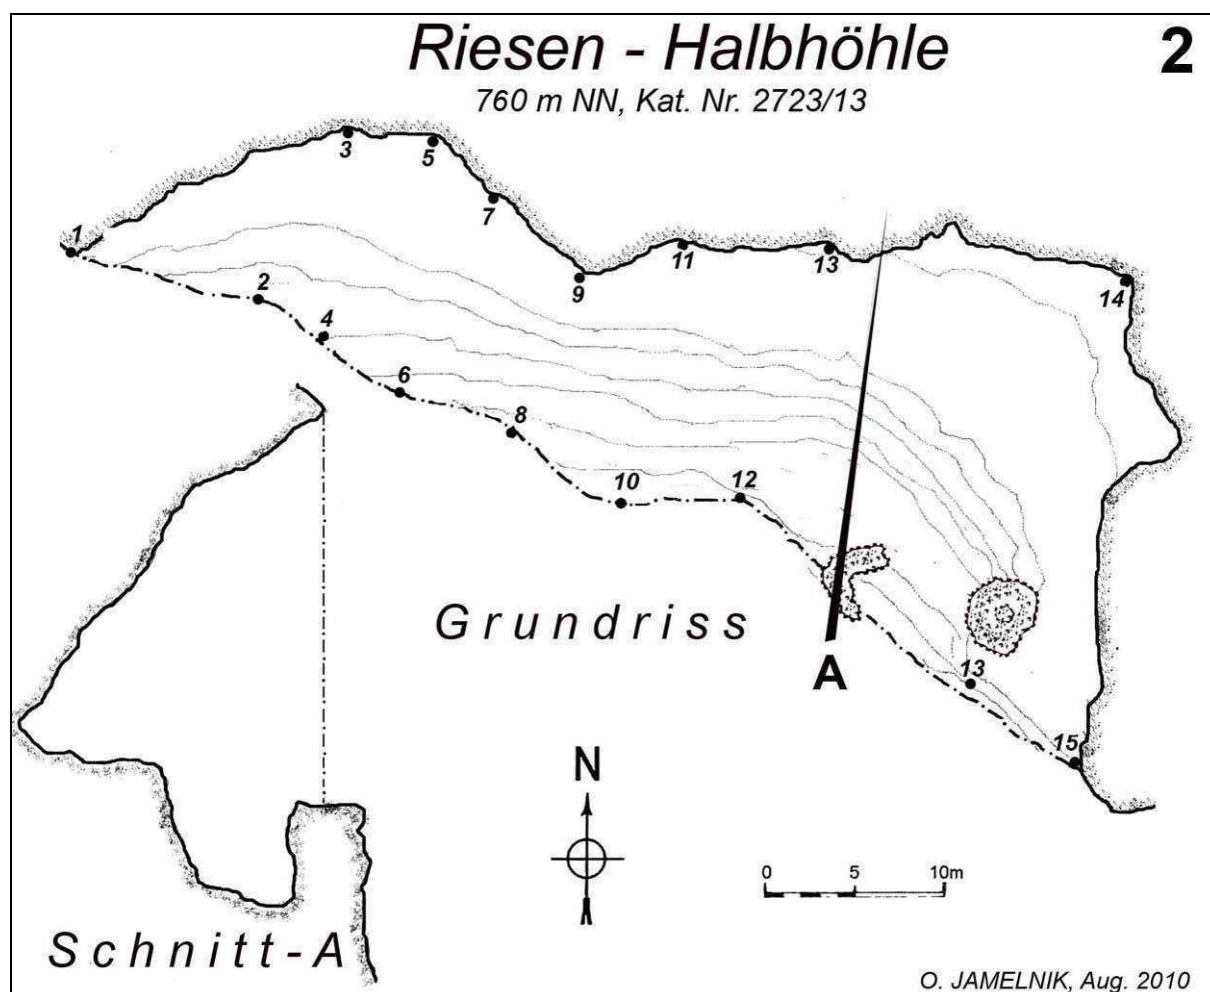 Riesen - Halbhöhle
2
760 m NN, Kat. Nr. 2723/13
3
5
7
1
11
13
9
14
2
4
6
8
10
12
Grundriss
A
13
15
N
0 5 10m
Schnitt-A
O. JAMELNIK, Aug. 2010